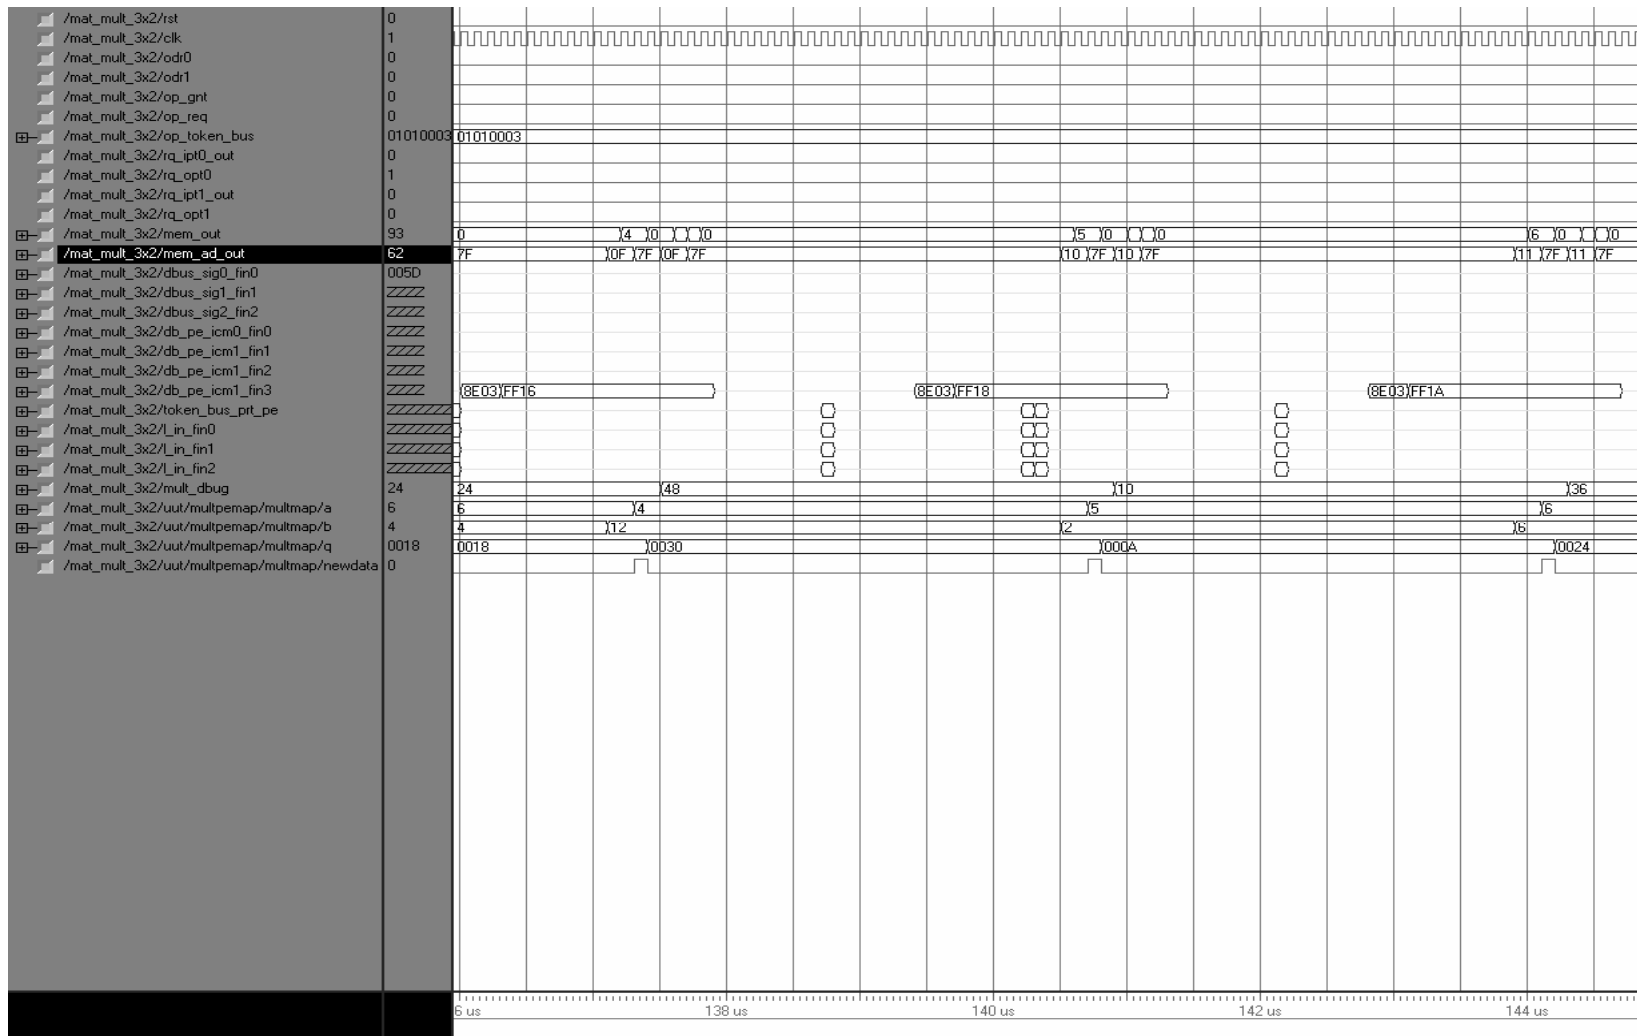 /mat_mult_3x2/rst 0
/mat_mult_3x2/clk 1
/mat_mult_3x2/odr0 0
/mat_mult_3x2/odr1 0
/mat_mult_3x2/op_gnt 0
/mat_mult_3x2/op_req 0
/mat_mult_3x2/op_token_bus 01010003 01010003
/mat_mult_3x2/rq_ipt0_out 0
/mat_mult_3x2/rq_opt0 1
/mat_mult_3x2/rq_ipt1_out 0
/mat_mult_3x2/rq_opt1 0
/mat_mult_3x2/mem_out 93 0 4 0 0 5 0 0 6 0 0
/mat_mult_3x2/mem_ad_out 62 7F 0F 7F 0F 7F 10 7F 10 7F 11 7F 11 7F
/mat_mult_3x2/dbus_sig0_fin0 005D
/mat_mult_3x2/dbus_sig1_fin1
/mat_mult_3x2/dbus_sig2_fin2
/mat_mult_3x2/db_pe_icm0_fin0
/mat_mult_3x2/db_pe_icm1_fin1
/mat_mult_3x2/db_pe_icm1_fin2
/mat_mult_3x2/db_pe_icm1_fin3 8E03 FF16 8E03 FF18 8E03 FF1A
/mat_mult_3x2/token_bus_prt_pe
/mat_mult_3x2/l_in_fin0
/mat_mult_3x2/l_in_fin1
/mat_mult_3x2/l_in_fin2
/mat_mult_3x2/mult_dbug 24 24 48 10 36
/mat_mult_3x2/uut/multpemap/multmap/a 6 6 4 5 6
/mat_mult_3x2/uut/multpemap/multmap/b 4 4 12 2 6
/mat_mult_3x2/uut/multpemap/multmap/q 0018 0018 0030 000A 0024
/mat_mult_3x2/uut/multpemap/multmap/newdata 0
6 us 138 us 140 us 142 us 144 us